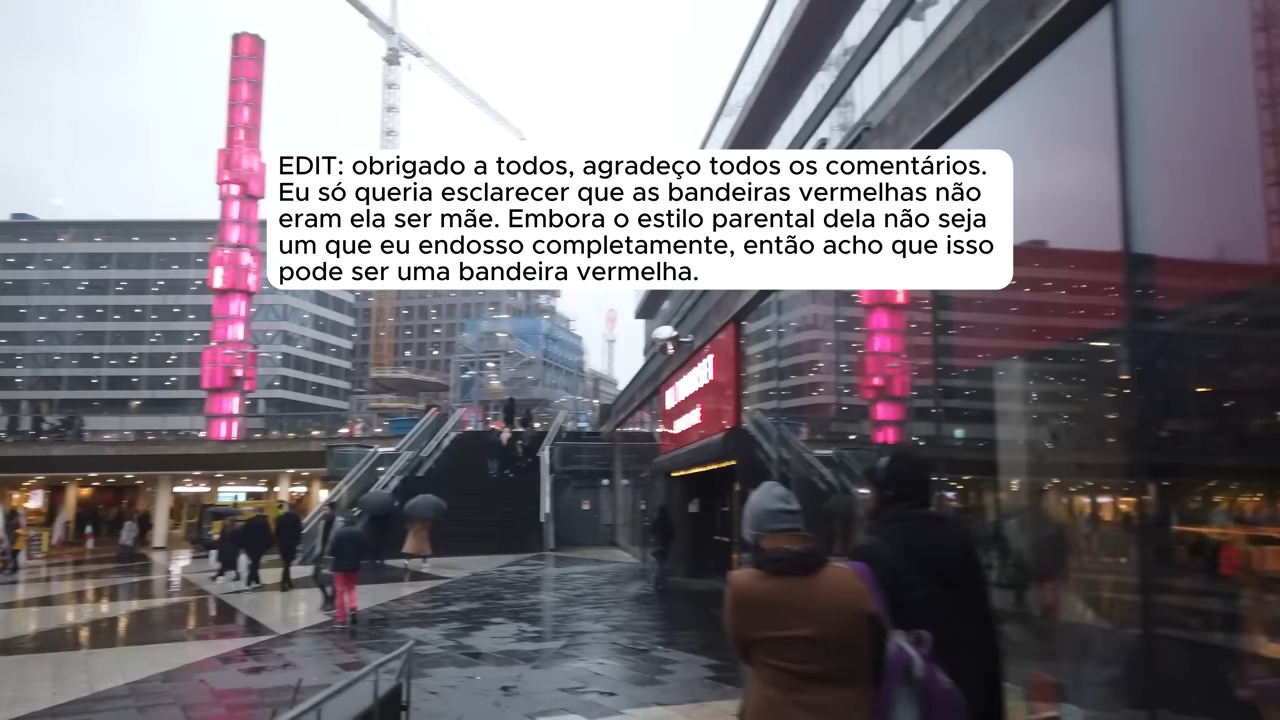 EDIT: obrigado a todos, agradeço todos os comentários.
Eu só queria esclarecer que as bandeiras vermelhas não
eram ela ser mãe. Embora o estilo parental dela não seja
um que eu endosso completamente, então acho que isso
pode ser uma bandeira vermelha.